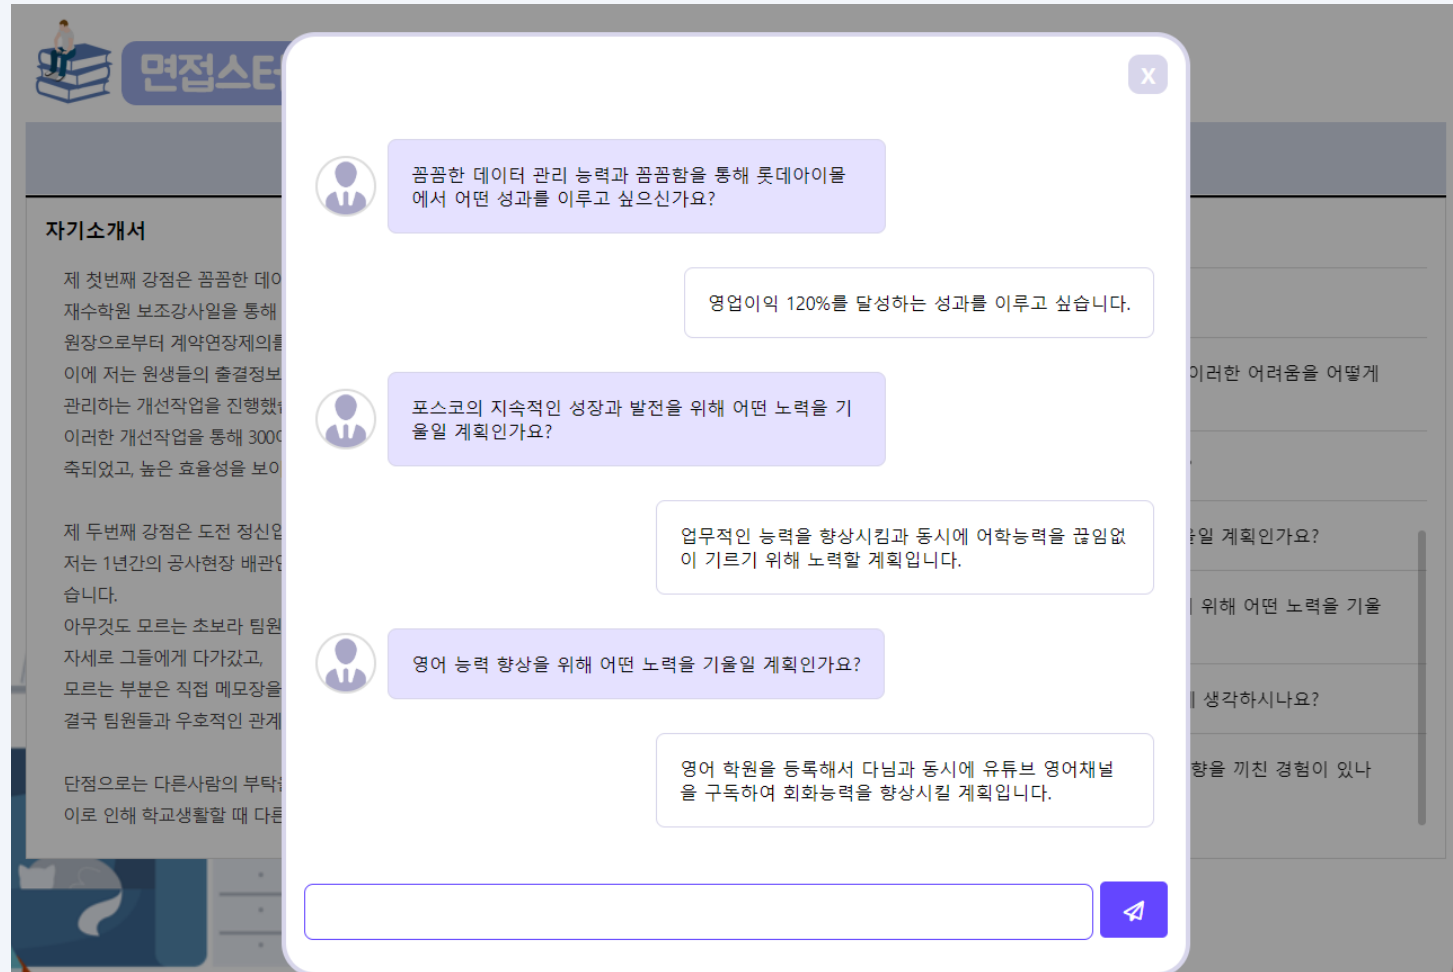 면접스터
X
꼼꼼한 데이터 관리 능력과 꼼꼼함을 통해 롯데아이몰
에서 어떤 성과를 이루고 싶으신가요?
영업이익 120%를 달성하는 성과를 이루고 싶습니다.
포스코의 지속적인 성장과 발전을 위해 어떤 노력을 기
울일 계획인가요?
업무적인 능력을 향상시킴과 동시에 어학능력을 끊임없
이 기르기 위해 노력할 계획입니다.
영어 능력 향상을 위해 어떤 노력을 기울일 계획인가요?
영어 학원을 등록해서 다님과 동시에 유튜브 영어채널
을 구독하여 회화능력을 향상시킬 계획입니다.
자기소개서
제 첫번째 강점은 꼼꼼한 데이
재수학원 보조강사일을 통해
원장으로부터 계약연장제의를
이에 저는 원생들의 출결정보
관리하는 개선작업을 진행했
이러한 개선작업을 통해 300
축되었고, 높은 효율성을 보이
제 두번째 강점은 도전 정신입
저는 1년간의 공사현장 배관
습니다.
아무것도 모르는 초보라 팀원
자세로 그들에게 다가갔고,
모르는 부분은 직접 메모장을
결국 팀원들과 우호적인 관계
단점으로는 다른사람의 부탁을
이로 인해 학교생활할 때 다른
이러한 어려움을 어떻게
일 계획인가요?
위해 어떤 노력을 기울
생각하시나요?
향을 끼친 경험이 있나